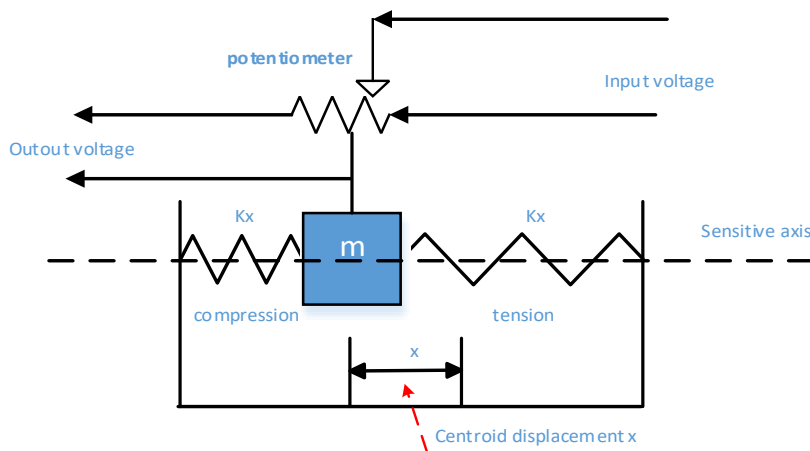 potentiometer
Input voltage
Outout voltage
Kx
Kx
Sensitive axis
m
compression
tension
x
Centroid displacement x